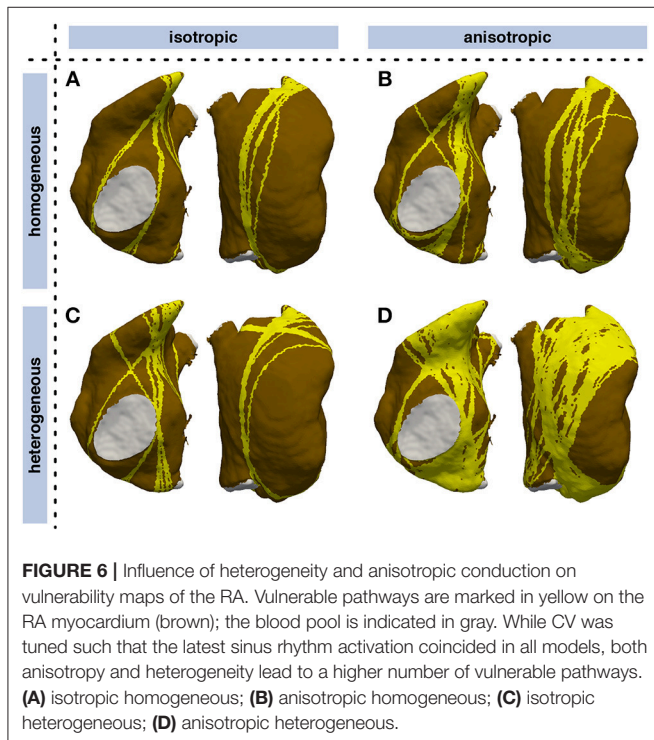 isotropic
anisotropic
A
B
homogeneous
C
D
heterogeneous
FIGURE 6 | Influence of heterogeneity and anisotropic conduction on
vulnerability maps of the RA. Vulnerable pathways are marked in yellow on the
RA myocardium (brown); the blood pool is indicated in gray. While CV was
tuned such that the latest sinus rhythm activation coincided in all models, both
anisotropy and heterogeneity lead to a higher number of vulnerable pathways.
(A) isotropic homogeneous; (B) anisotropic homogeneous; (C) isotropic
heterogeneous; (D) anisotropic heterogeneous.